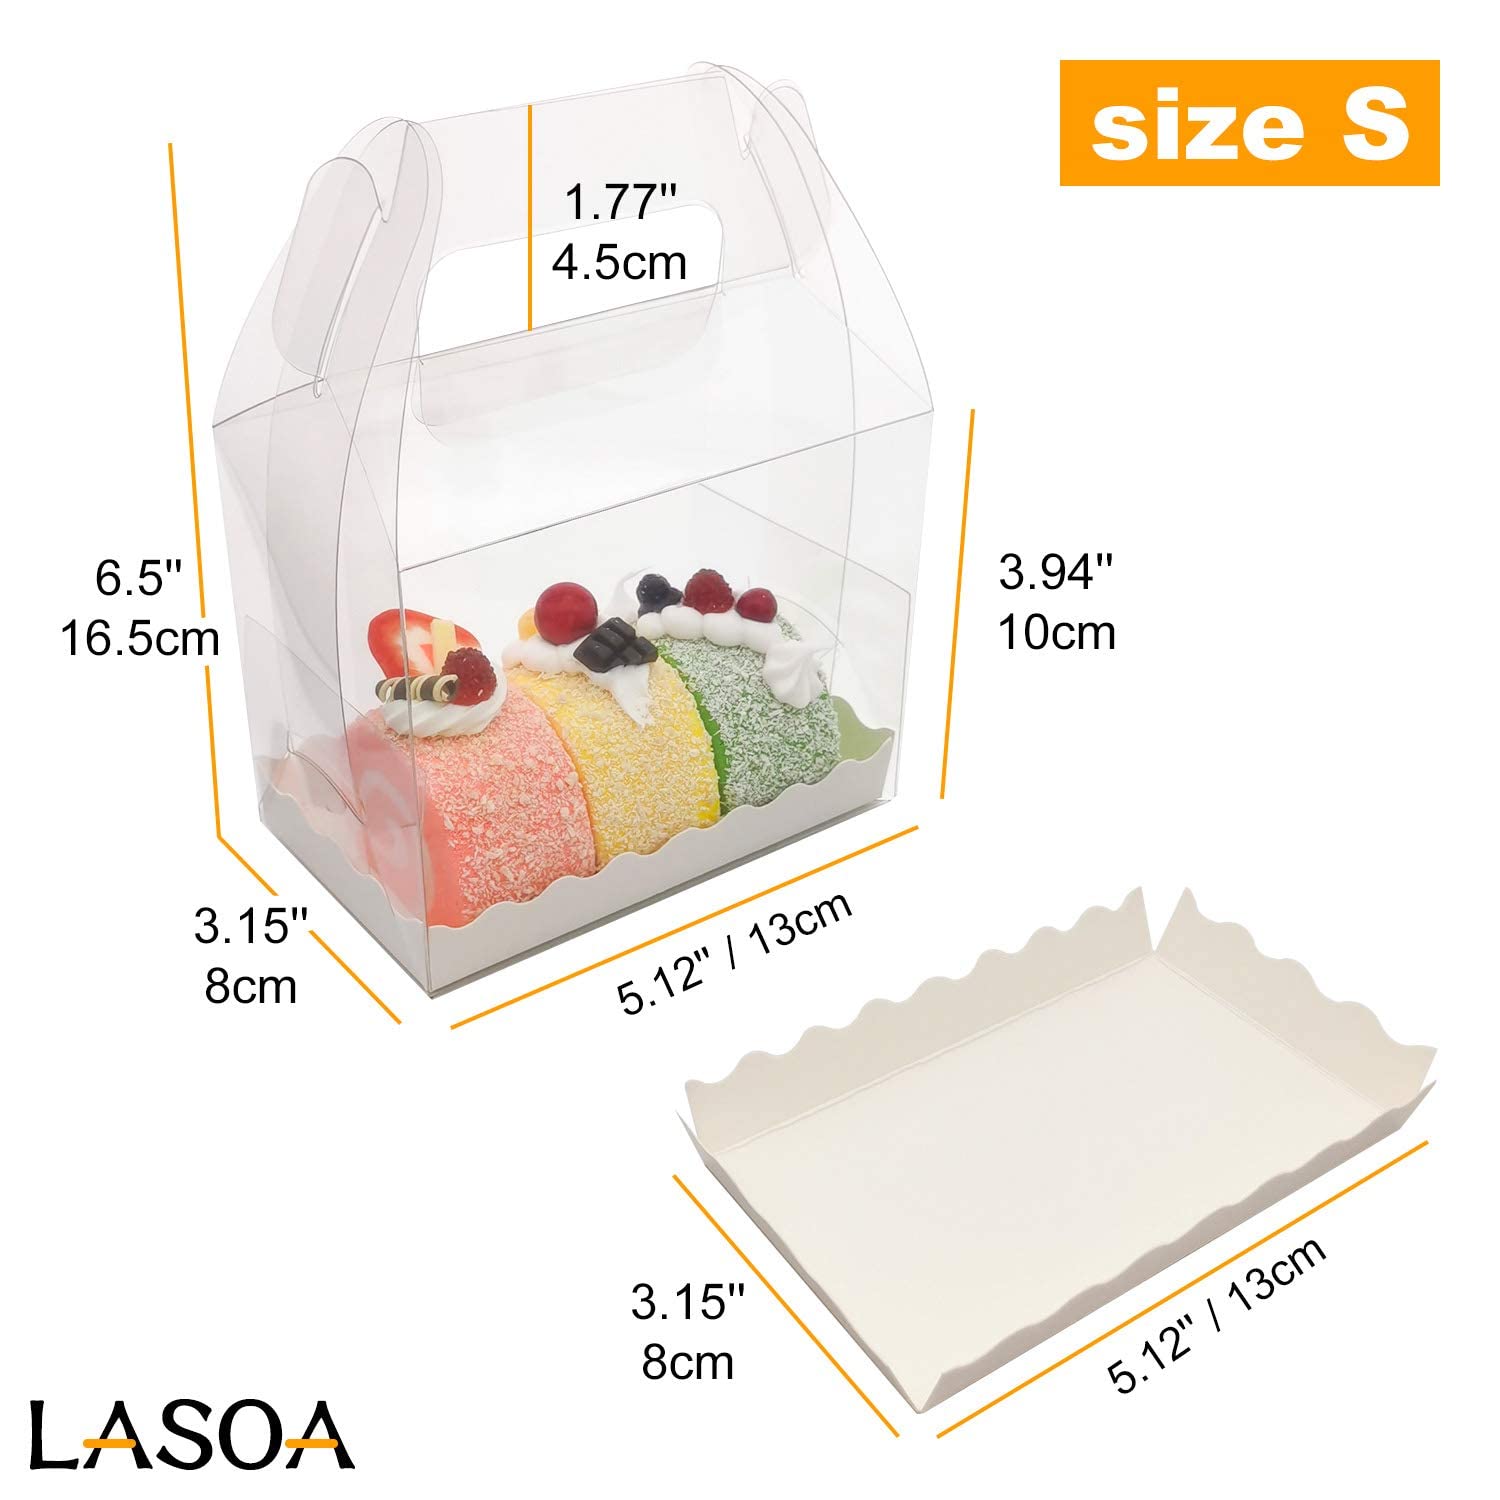 size S
1.77"
4.5cm
6.5"
16.5cm
3.94"
10cm
3.15"
8cm
5.12" / 13cm
3.15"
8cm
5.12" / 13cm
LASOA